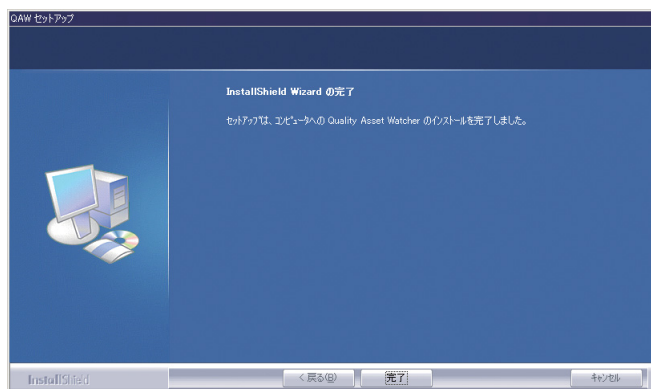 QAW セットアップ
InstallShield Wizard の完了
セットアップは、コンピュータへの Quality Asset Watcher のインストールを完了しました。
InstallShield
< 戻る(B)
完了
キャンセル